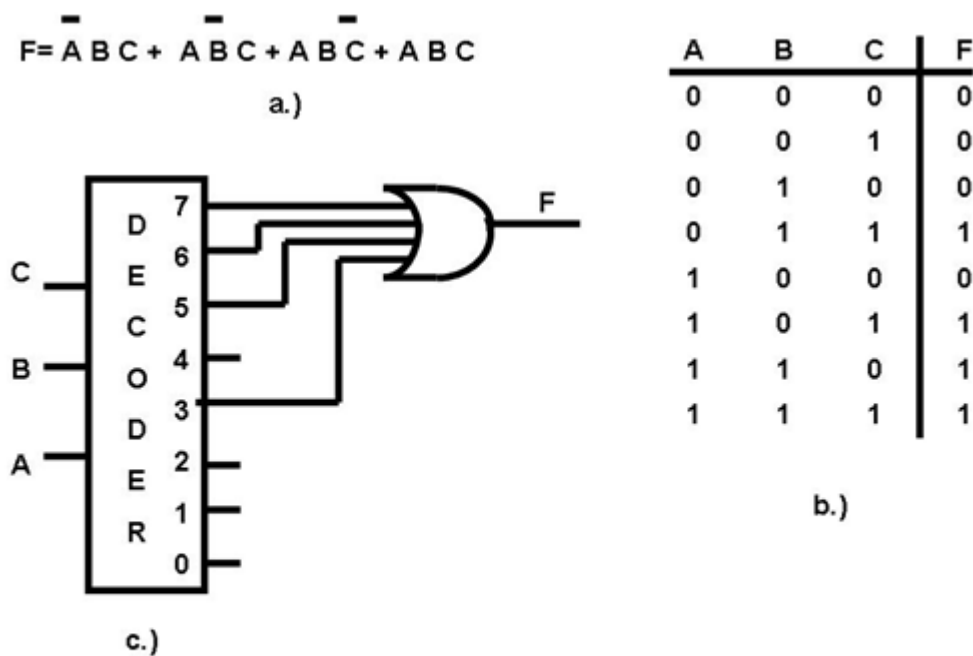 F= A̅ B C + A B̅ C + A B C̅ + A B C
a.)
A B C F
0 0 0 0
0 0 1 0
0 1 0 0
0 1 1 1
1 0 0 0
1 0 1 1
1 1 0 1
1 1 1 1
b.)
C
B
A
D
E
C
O
D
E
R
7
6
5
4
3
2
1
0
F
c.)